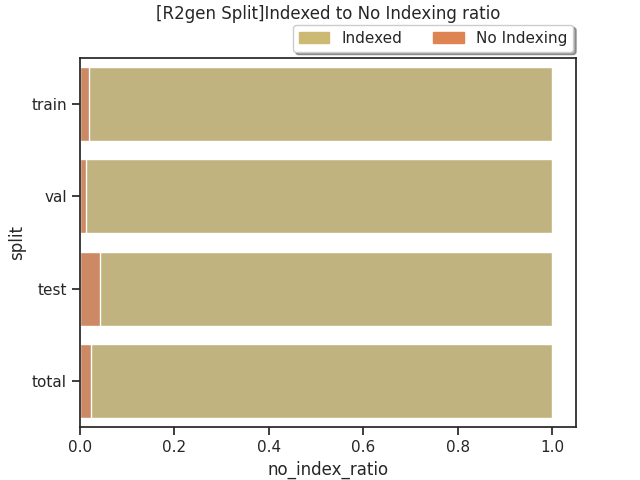 [R2gen Split]Indexed to No Indexing ratio
Indexed No Indexing
train
val
test
total
split
0.0 0.2 0.4 0.6 0.8 1.0
no_index_ratio